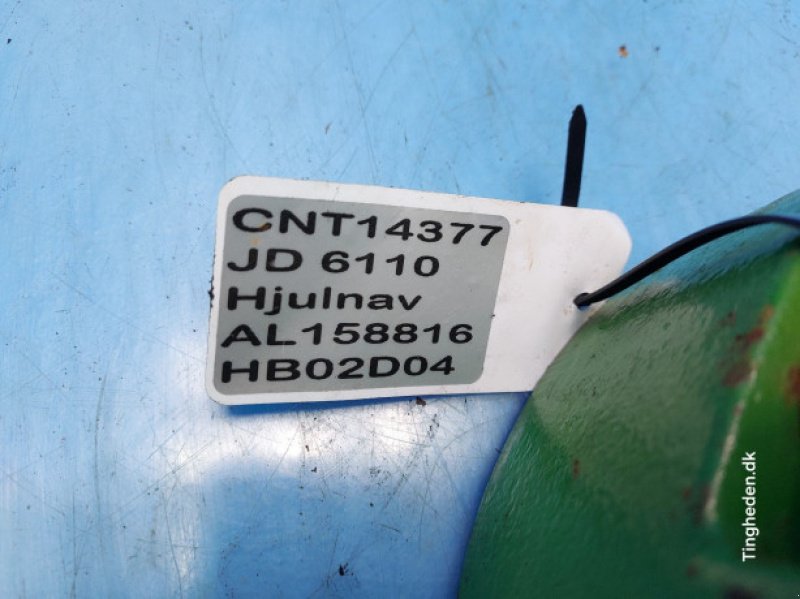 CNT14377
JD 6110
Hjulnav
AL158816
HB02D04
Tingheden.dk